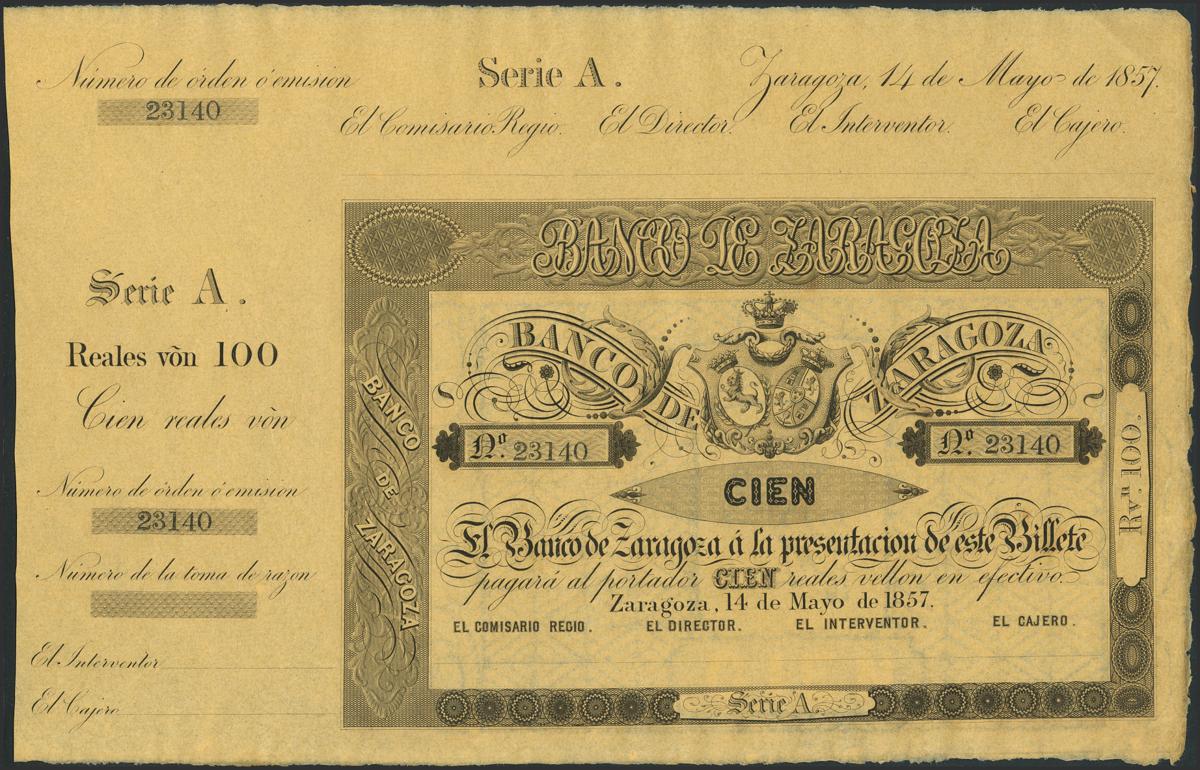 Número de órden ó emision
23140
Serie A.
Zaragoza, 14 de Mayo de 1857.
El Comisario Regio. El Director. El Interventor. El Cajero.
Serie A.
Reales vōn 100
Cien reales vōn
Número de órden ó emision
23140
Número de la toma de razon
El Interventor
El Cajero
BANCO DE ZARAGOZA
BANCO DE ZARAGOZA
BANCO DE ZARAGOZA
Nº. 23140
Nº. 23140
CIEN
El Banco de Zaragoza á la presentacion de este Billete
pagará al portador CIEN reales vellon en efectivo.
Zaragoza, 14 de Mayo de 1857.
EL COMISARIO REGIO. EL DIRECTOR. EL INTERVENTOR. EL CAJERO.
Rvⁿ 100.
Serie A.